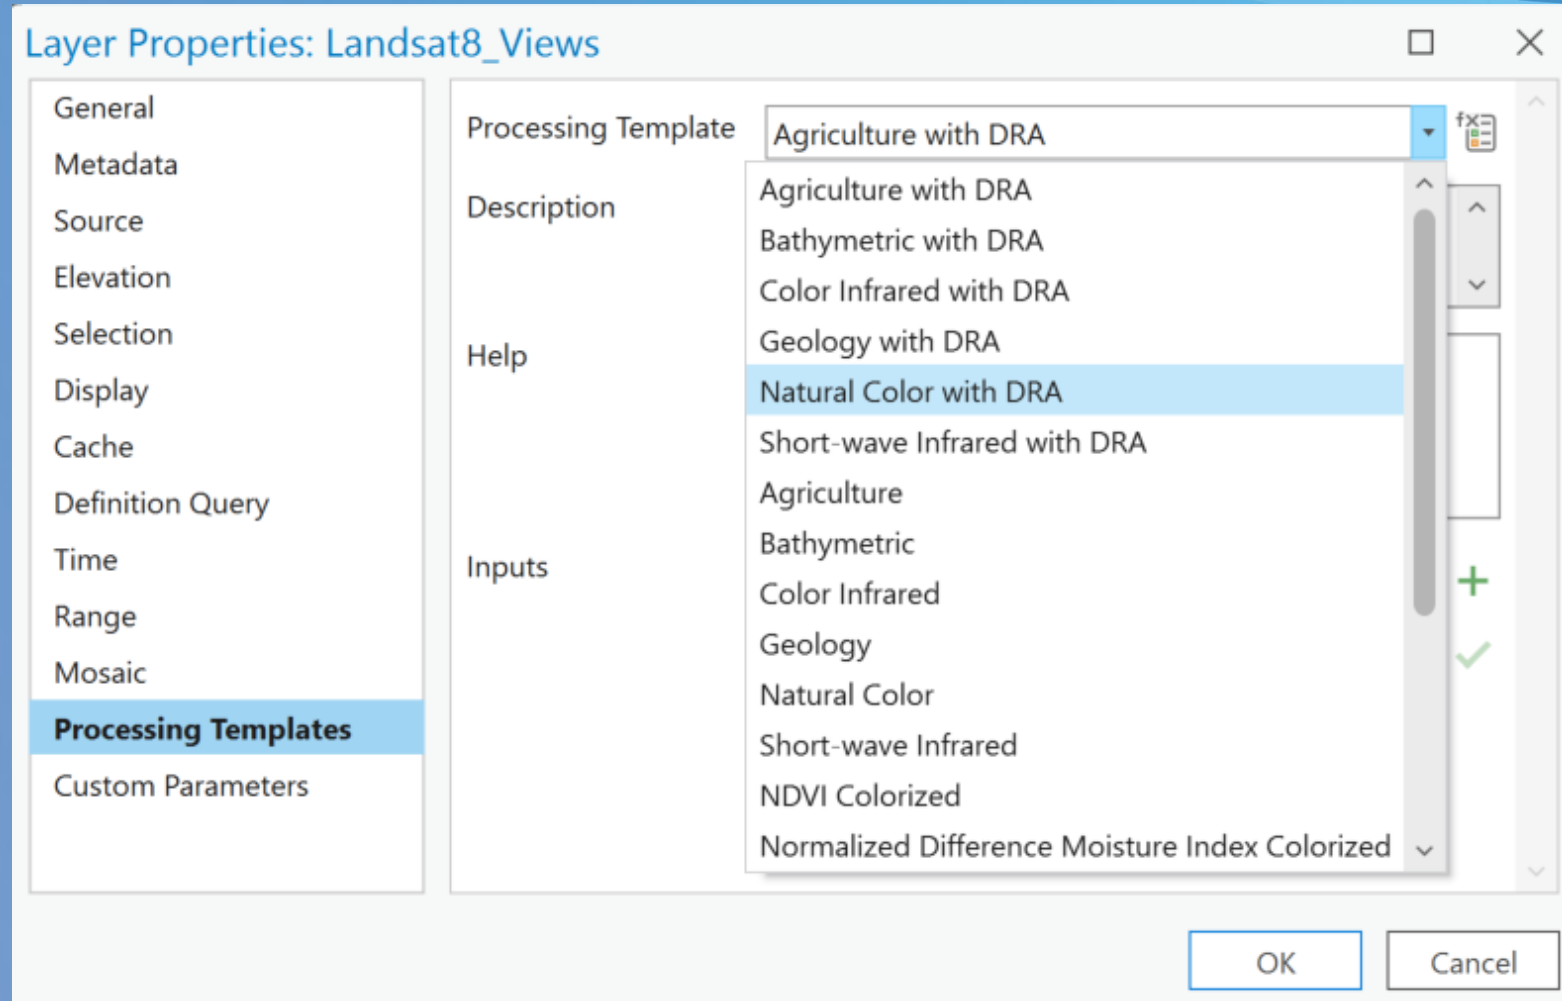 Layer Properties: Landsat8_Views
General
Metadata
Source
Elevation
Selection
Display
Cache
Definition Query
Time
Range
Mosaic
Processing Templates
Custom Parameters
Processing Template
Agriculture with DRA
Description
Help
Inputs
Agriculture with DRA
Bathymetric with DRA
Color Infrared with DRA
Geology with DRA
Natural Color with DRA
Short-wave Infrared with DRA
Agriculture
Bathymetric
Color Infrared
Geology
Natural Color
Short-wave Infrared
NDVI Colorized
Normalized Difference Moisture Index Colorized
OK
Cancel